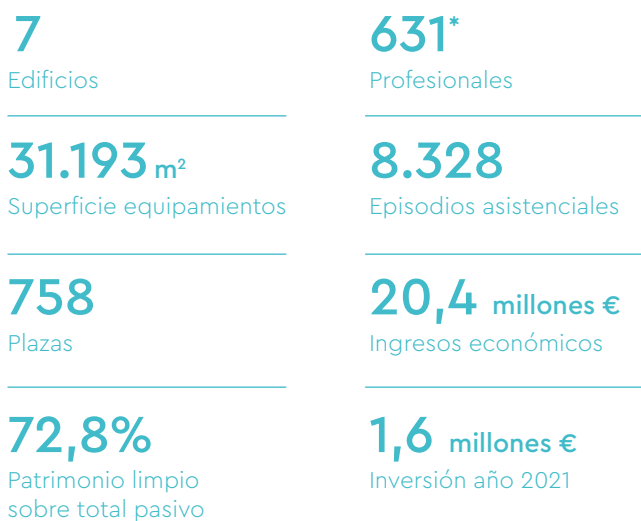 7
Edificios
631*
Profesionales
31.193 m²
Superficie equipamientos
8.328
Episodios asistenciales
758
Plazas
20,4 millones €
Ingresos económicos
72,8%
Patrimonio limpio
sobre total pasivo
1,6 millones €
Inversión año 2021